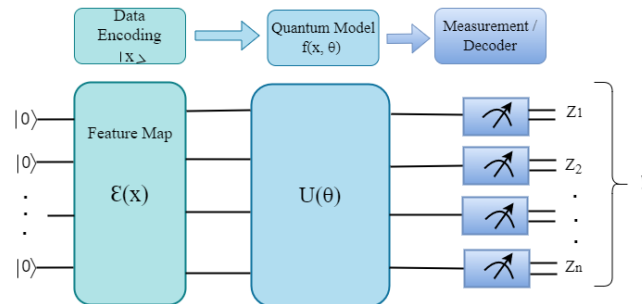 Data
Encoding
|x>
Quantum Model
f(x, θ)
Measurement /
Decoder
|0⟩
|0⟩
|0⟩
Feature Map
Ɛ(x)
U(θ)
Z1
Z2
Zn